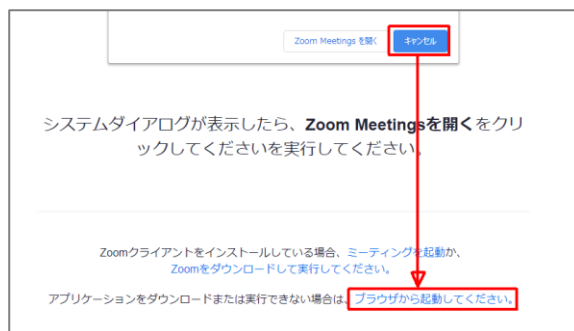 Zoom Meetings を開く キャンセル
システムダイアログが表示したら、Zoom Meetingsを開くをクリ
ックしてくださいを実行してください。
Zoomクライアントをインストールしている場合、ミーティングを起動か、
Zoomをダウンロードして実行してください。
アプリケーションをダウンロードまたは実行できない場合は、ブラウザから起動してください。